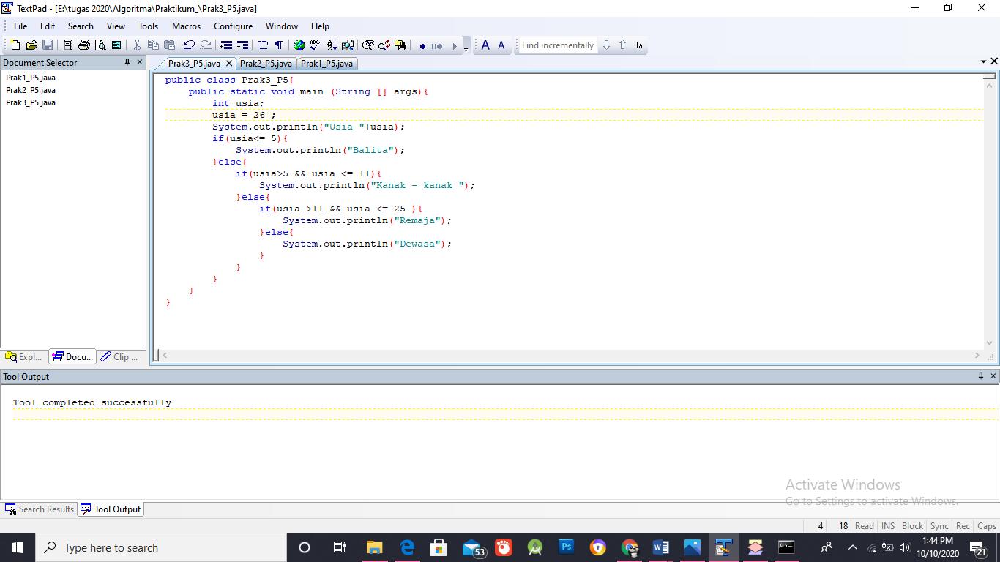 TextPad - [E:\tugas 2020\Algoritma\Praktikum_\Prak3_P5.java]
File Edit Search View Tools Macros Configure Window Help
Find incrementally
Document Selector
Prak1_P5.java
Prak2_P5.java
Prak3_P5.java
Expl... Docu... Clip ...
Prak3_P5.java Prak2_P5.java Prak1_P5.java
public class Prak3_P5{
    public static void main (String [] args){
        int usia;
        usia = 26 ;
        System.out.println("Usia "+usia);
        if(usia<= 5){
            System.out.println("Balita");
        }else{
            if(usia>5 && usia <= 11){
                System.out.println("Kanak - kanak ");
            }else{
                if(usia >11 && usia <= 25 ){
                    System.out.println("Remaja");
                }else{
                    System.out.println("Dewasa");
                }
            }
        }
    }
}
Tool Output
Tool completed successfully
Activate Windows
Go to Settings to activate Windows.
Search Results Tool Output
4 18 Read INS Block Sync Rec Caps
Type here to search
53
Ps
1:44 PM
10/10/2020
21